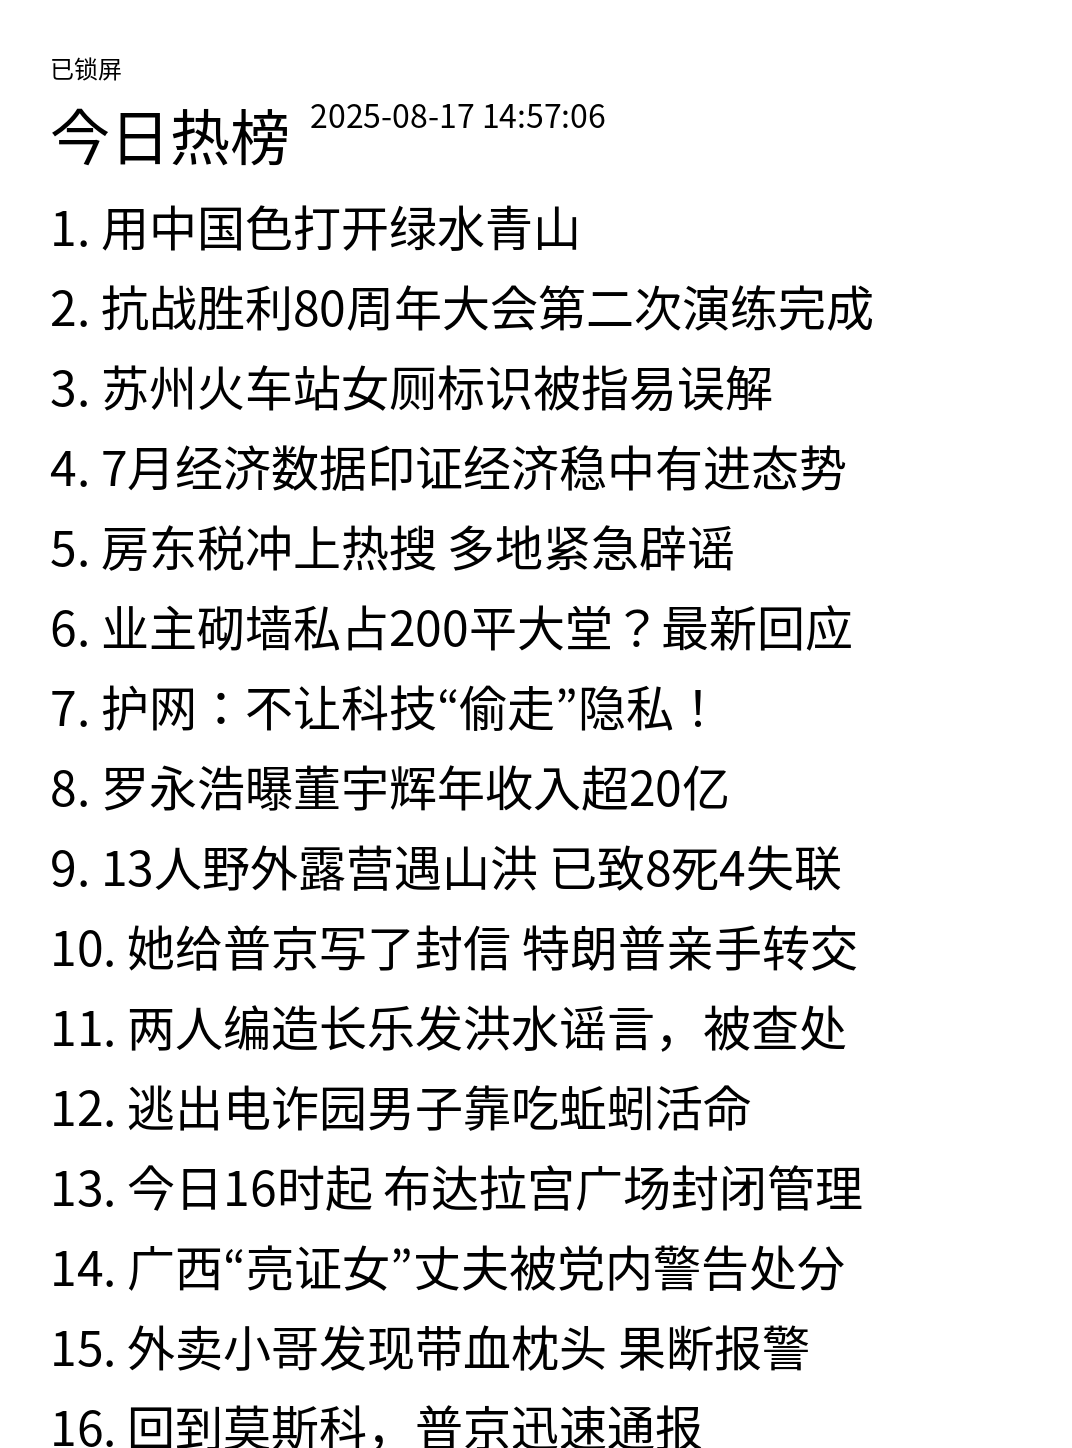 已锁屏
今日热榜 2025-08-17 14:57:06
1. 用中国色打开绿水青山
2. 抗战胜利80周年大会第二次演练完成
3. 苏州火车站女厕标识被指易误解
4. 7月经济数据印证经济稳中有进态势
5. 房东税冲上热搜 多地紧急辟谣
6. 业主砌墙私占200平大堂？最新回应
7. 护网：不让科技“偷走”隐私！
8. 罗永浩曝董宇辉年收入超20亿
9. 13人野外露营遇山洪 已致8死4失联
10. 她给普京写了封信 特朗普亲手转交
11. 两人编造长乐发洪水谣言，被查处
12. 逃出电诈园男子靠吃蚯蚓活命
13. 今日16时起 布达拉宫广场封闭管理
14. 广西“亮证女”丈夫被党内警告处分
15. 外卖小哥发现带血枕头 果断报警
16. 回到莫斯科，普京迅速通报